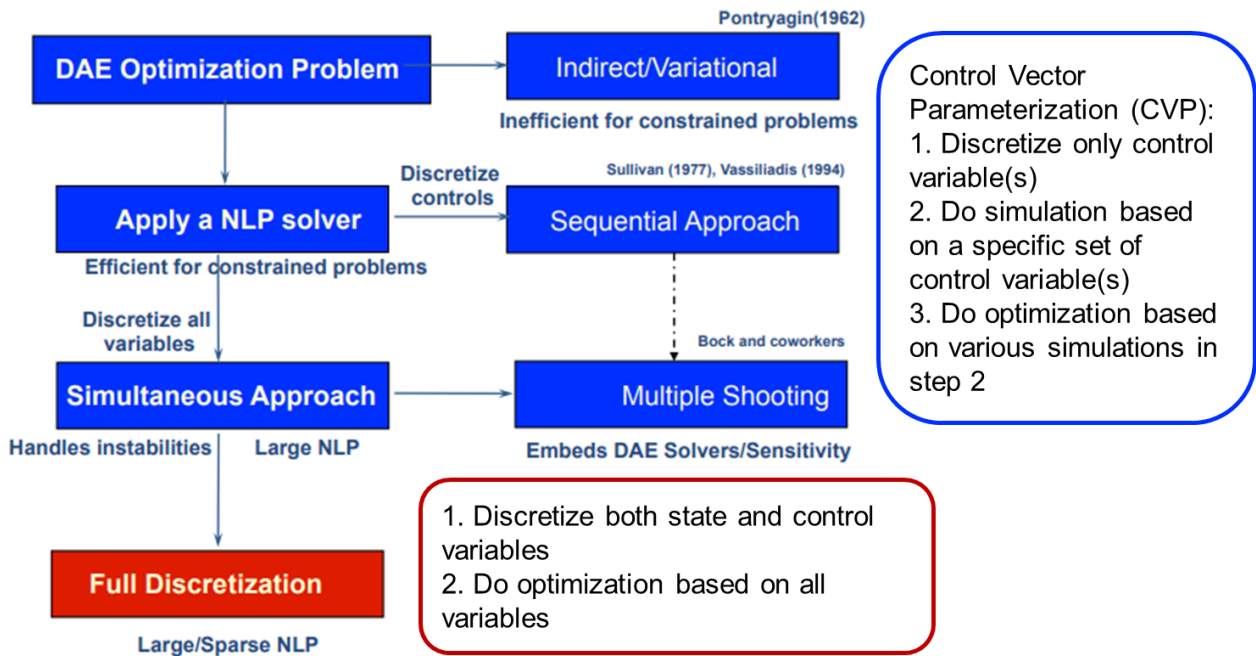 Pontryagin(1962)
DAE Optimization Problem
Indirect/Variational
Inefficient for constrained problems
Discretize
controls
Sullivan (1977), Vassiliadis (1994)
Apply a NLP solver
Sequential Approach
Efficient for constrained problems
Discretize all
variables
Bock and coworkers
Simultaneous Approach
Multiple Shooting
Handles instabilities
Large NLP
Embeds DAE Solvers/Sensitivity
Full Discretization
Large/Sparse NLP
Control Vector
Parameterization (CVP):
1. Discretize only control
variable(s)
2. Do simulation based
on a specific set of
control variable(s)
3. Do optimization based
on various simulations in
step 2
1. Discretize both state and control
variables
2. Do optimization based on all
variables